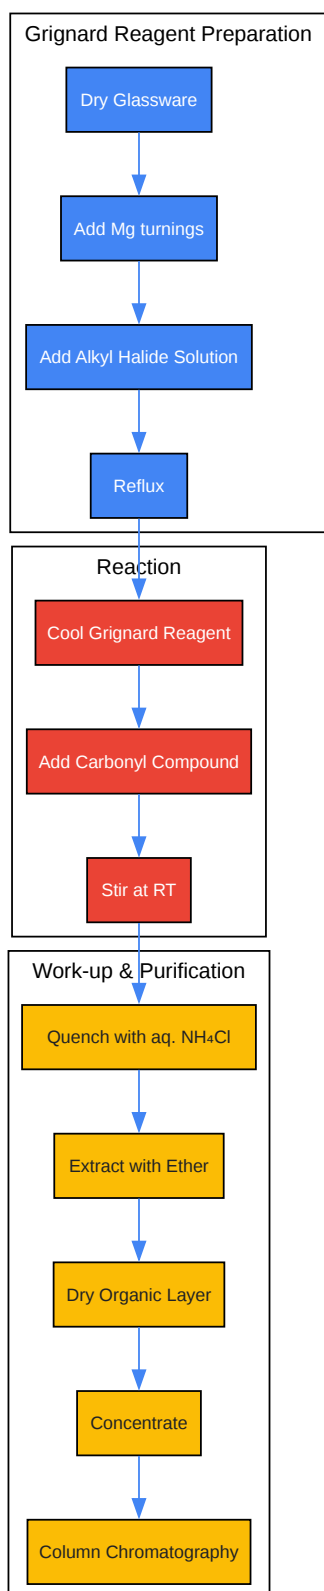 Grignard Reagent Preparation
Dry Glassware
Add Mg turnings
Add Alkyl Halide Solution
Reflux
Reaction
Cool Grignard Reagent
Add Carbonyl Compound
Stir at RT
Work-up & Purification
Quench with aq. NH₄Cl
Extract with Ether
Dry Organic Layer
Concentrate
Column Chromatography